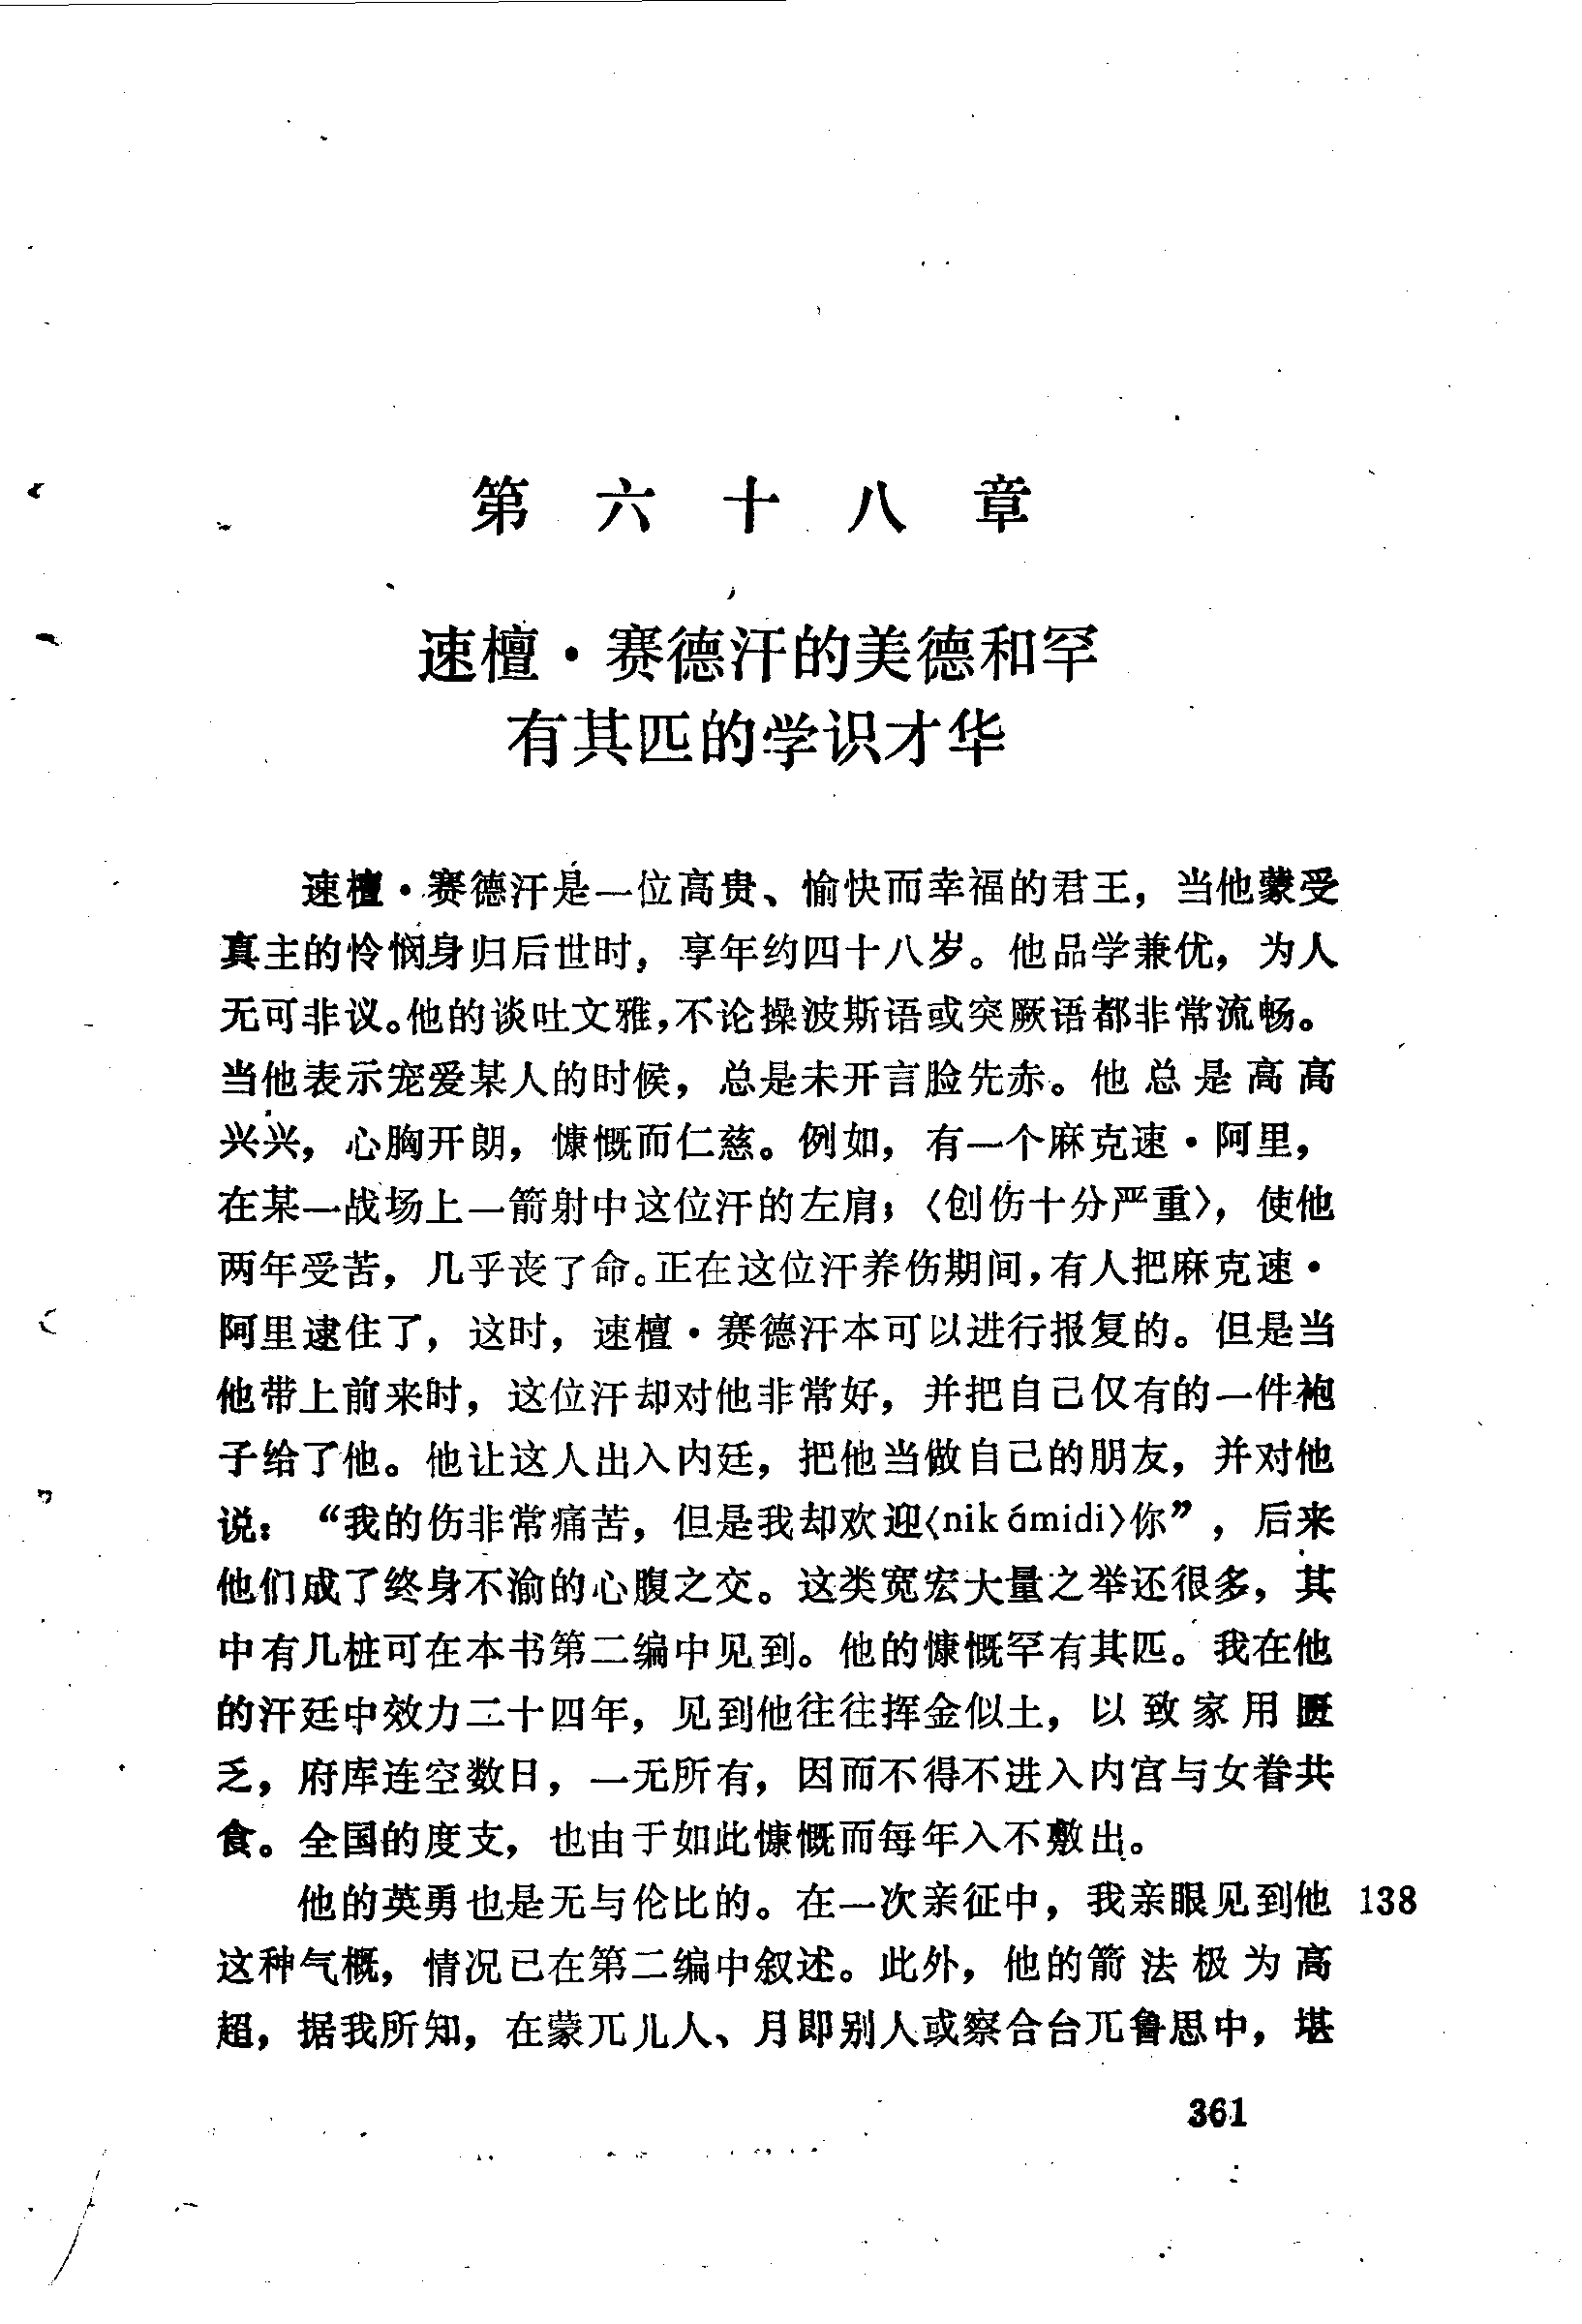 第六十八章
速檀·赛德汗的美德和罕
有其匹的学识才华
速檀·赛德汗是一位高贵、愉快而幸福的君王，当他蒙受
真主的怜悯身归后世时，享年约四十八岁。他品学兼优，为人
无可非议。他的谈吐文雅，不论操波斯语或突厥语都非常流畅。
当他表示宠爱某人的时候，总是未开言脸先赤。他总是高高
兴兴，心胸开朗，慷慨而仁慈。例如，有一个麻克速·阿里，
在某一战场上一箭射中这位汗的左肩；〈创伤十分严重〉，使他
两年受苦，几乎丧了命。正在这位汗养伤期间，有人把麻克速·
阿里逮住了，这时，速檀·赛德汗本可以进行报复的。但是当
他带上前来时，这位汗却对他非常好，并把自己仅有的一件袍
子给了他。他让这人出入内廷，把他当做自己的朋友，并对他
说：“我的伤非常痛苦，但是我却欢迎〈nik ámidi〉你”，后来
他们成了终身不渝的心腹之交。这类宽宏大量之举还很多，其
中有几桩可在本书第二编中见到。他的慷慨罕有其匹。我在他
的汗廷中效力二十四年，见到他往往挥金似土，以致家用匮
乏，府库连空数日，一无所有，因而不得不进入内宫与女眷共
食。全国的度支，也由于如此慷慨而每年入不敷出。
他的英勇也是无与伦比的。在一次亲征中，我亲眼见到他 138
这种气概，情况已在第二编中叙述。此外，他的箭法极为高
超，据我所知，在蒙兀儿人、月即别人或察合台兀鲁思中，堪
361